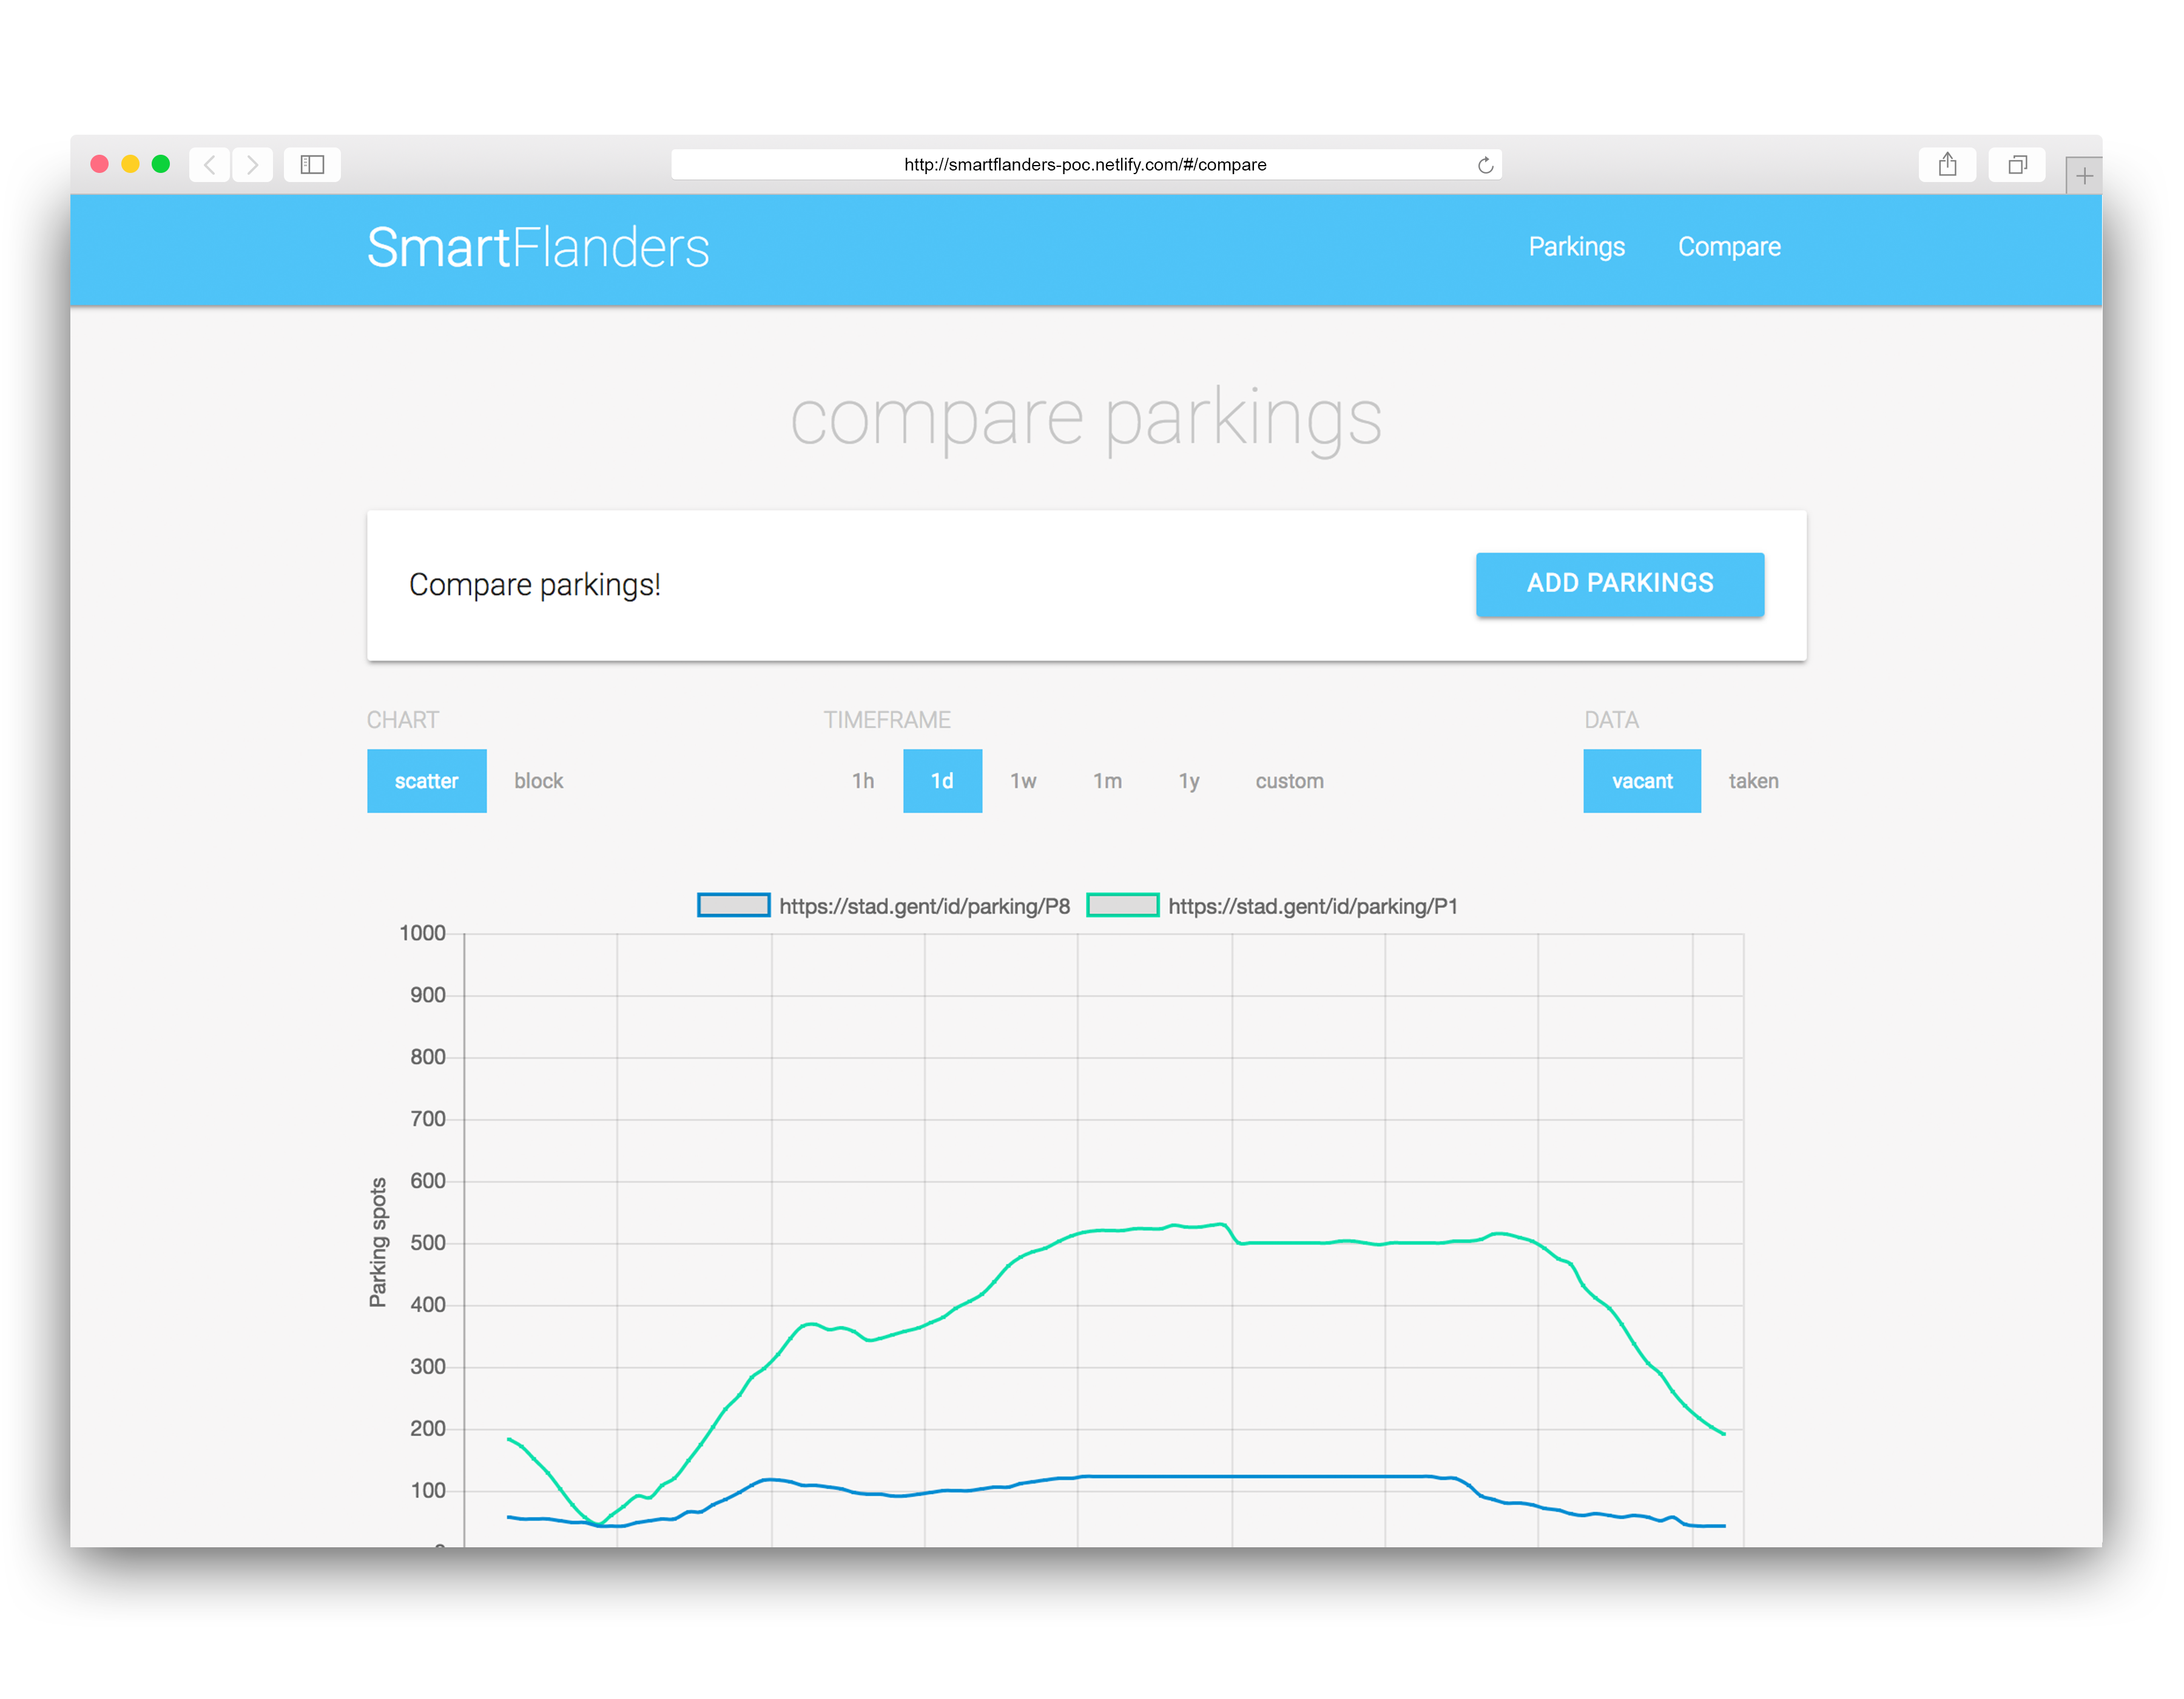 http://smartflanders-poc.netlify.com/#/compare
SmartFlanders
Parkings
Compare
compare parkings
Compare parkings!
ADD PARKINGS
CHART
TIMEFRAME
DATA
scatter
block
1h
1d
1w
1m
1y
custom
vacant
taken
https://stad.gent/id/parking/P8
https://stad.gent/id/parking/P1
1000
900
800
700
600
500
400
300
200
100
Parking spots